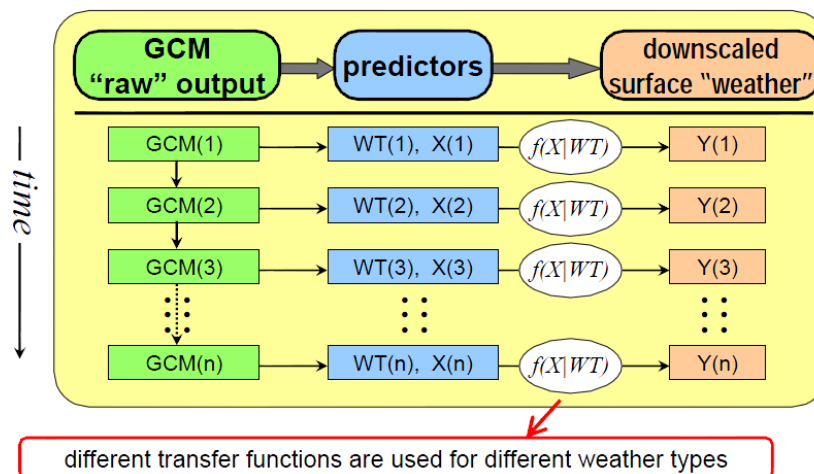 GCM
"raw" output
predictors
downscaled
surface "weather"
time
GCM(1)
WT(1), X(1)
f(X|WT)
Y(1)
GCM(2)
WT(2), X(2)
f(X|WT)
Y(2)
GCM(3)
WT(3), X(3)
f(X|WT)
Y(3)
GCM(n)
WT(n), X(n)
f(X|WT)
Y(n)
different transfer functions are used for different weather types